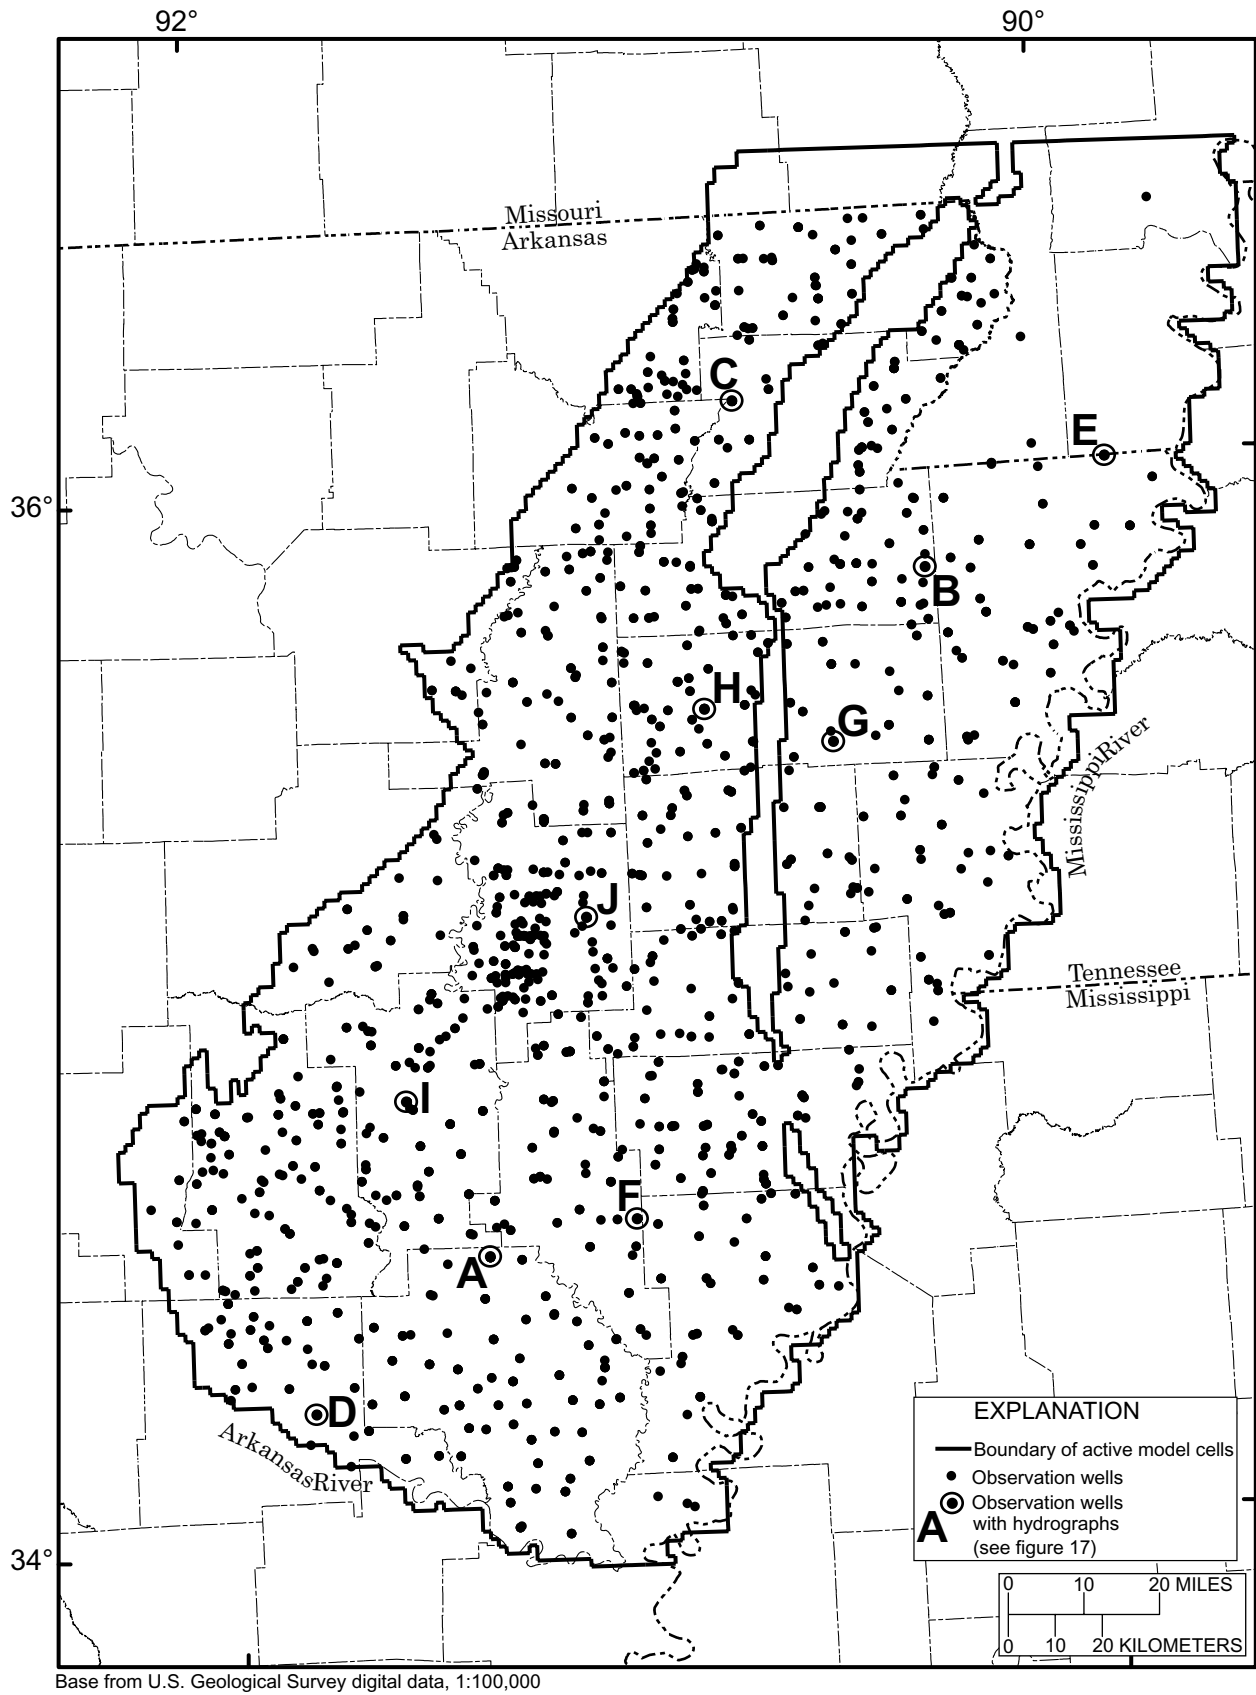 92°
90°
Missouri
Arkansas
C
E
36°
B
H
G
MississippiRiver
J
Tennessee
Mississippi
I
F
A
D
ArkansasRiver
34°
EXPLANATION
Boundary of active model cells
Observation wells
A
Observation wells
with hydrographs
(see figure 17)
0 10 20 MILES
0 10 20 KILOMETERS
Base from U.S. Geological Survey digital data, 1:100,000